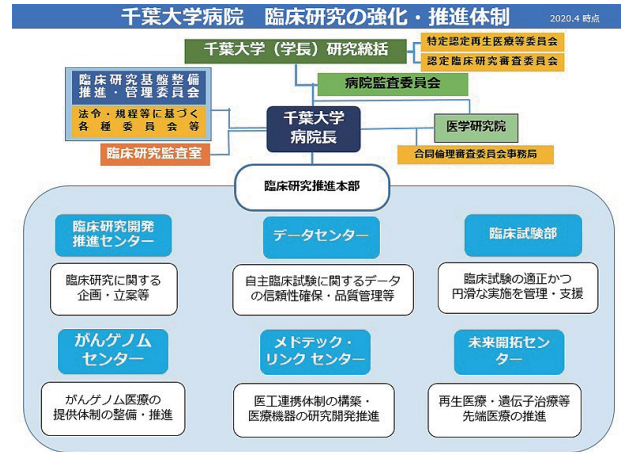 千葉大学病院 臨床研究の強化・推進体制
2020.4 時点
千葉大学（学長）研究統括
特定認定再生医療等委員会
認定臨床研究審査委員会
臨床研究基盤整備
推進・管理委員会
病院監査委員会
法令・規程等に基づく
各種委員会等
千葉大学
病院長
医学研究院
臨床研究監査室
合同倫理審査委員会事務局
臨床研究推進本部
臨床研究開発
推進センター
データセンター
臨床試験部
臨床研究に関する
企画・立案等
自主臨床試験に関するデータ
の信頼性確保・品質管理等
臨床試験の適正かつ
円滑な実施を管理・支援
がんゲノム
センター
メドテック・
リンク センター
未来開拓セン
ター
がんゲノム医療の
提供体制の整備・推進
医工連携体制の構築・
医療機器の研究開発推進
再生医療・遺伝子治療等
先端医療の推進